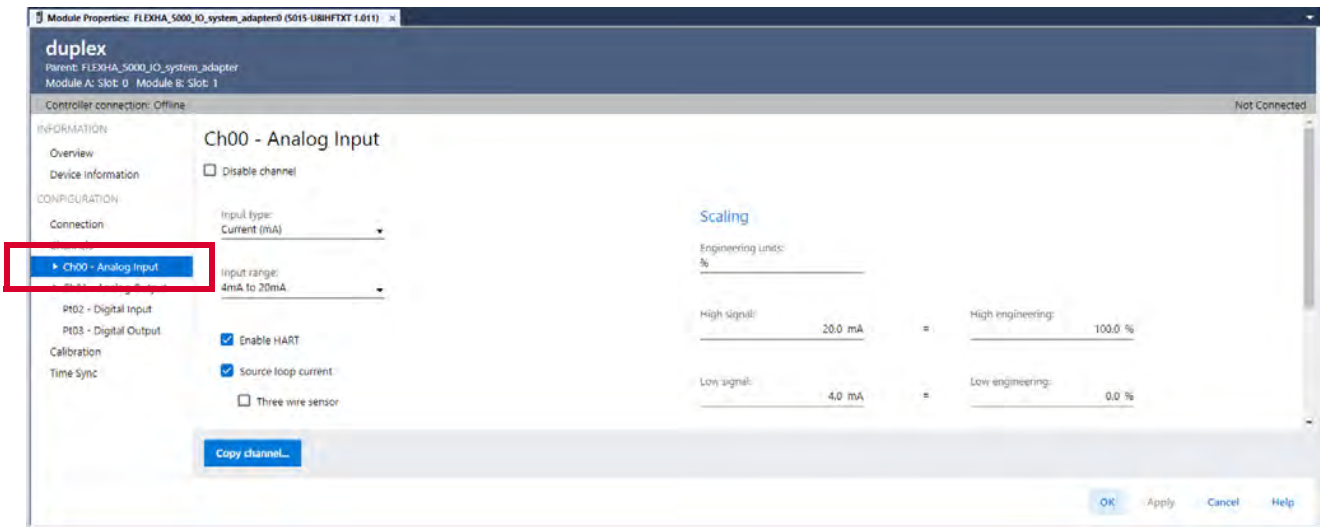 Module Properties: FLEXHA_5000_IO_system_adapter:0 (5015-U8IHFTXT 1.011) ×
duplex
Parent: FLEXHA_5000_IO_system_adapter
Module A: Slot: 0 Module B: Slot: 1
Controller connection: Offline
Not Connected
INFORMATION
Overview
Device Information
CONFIGURATION
Connection
Channels
Ch00 - Analog Input
Pt02 - Digital Input
Pt03 - Digital Output
Calibration
Time Sync
Ch00 - Analog Input
Disable channel
Input type:
Current (mA)
Input range:
4mA to 20mA
Enable HART
Source loop current
Three wire sensor
Scaling
Engineering units:
%
High signal:
20.0 mA
=
High engineering:
100.0 %
Low signal:
4.0 mA
=
Low engineering:
0.0 %
Copy channel...
OK Apply Cancel Help